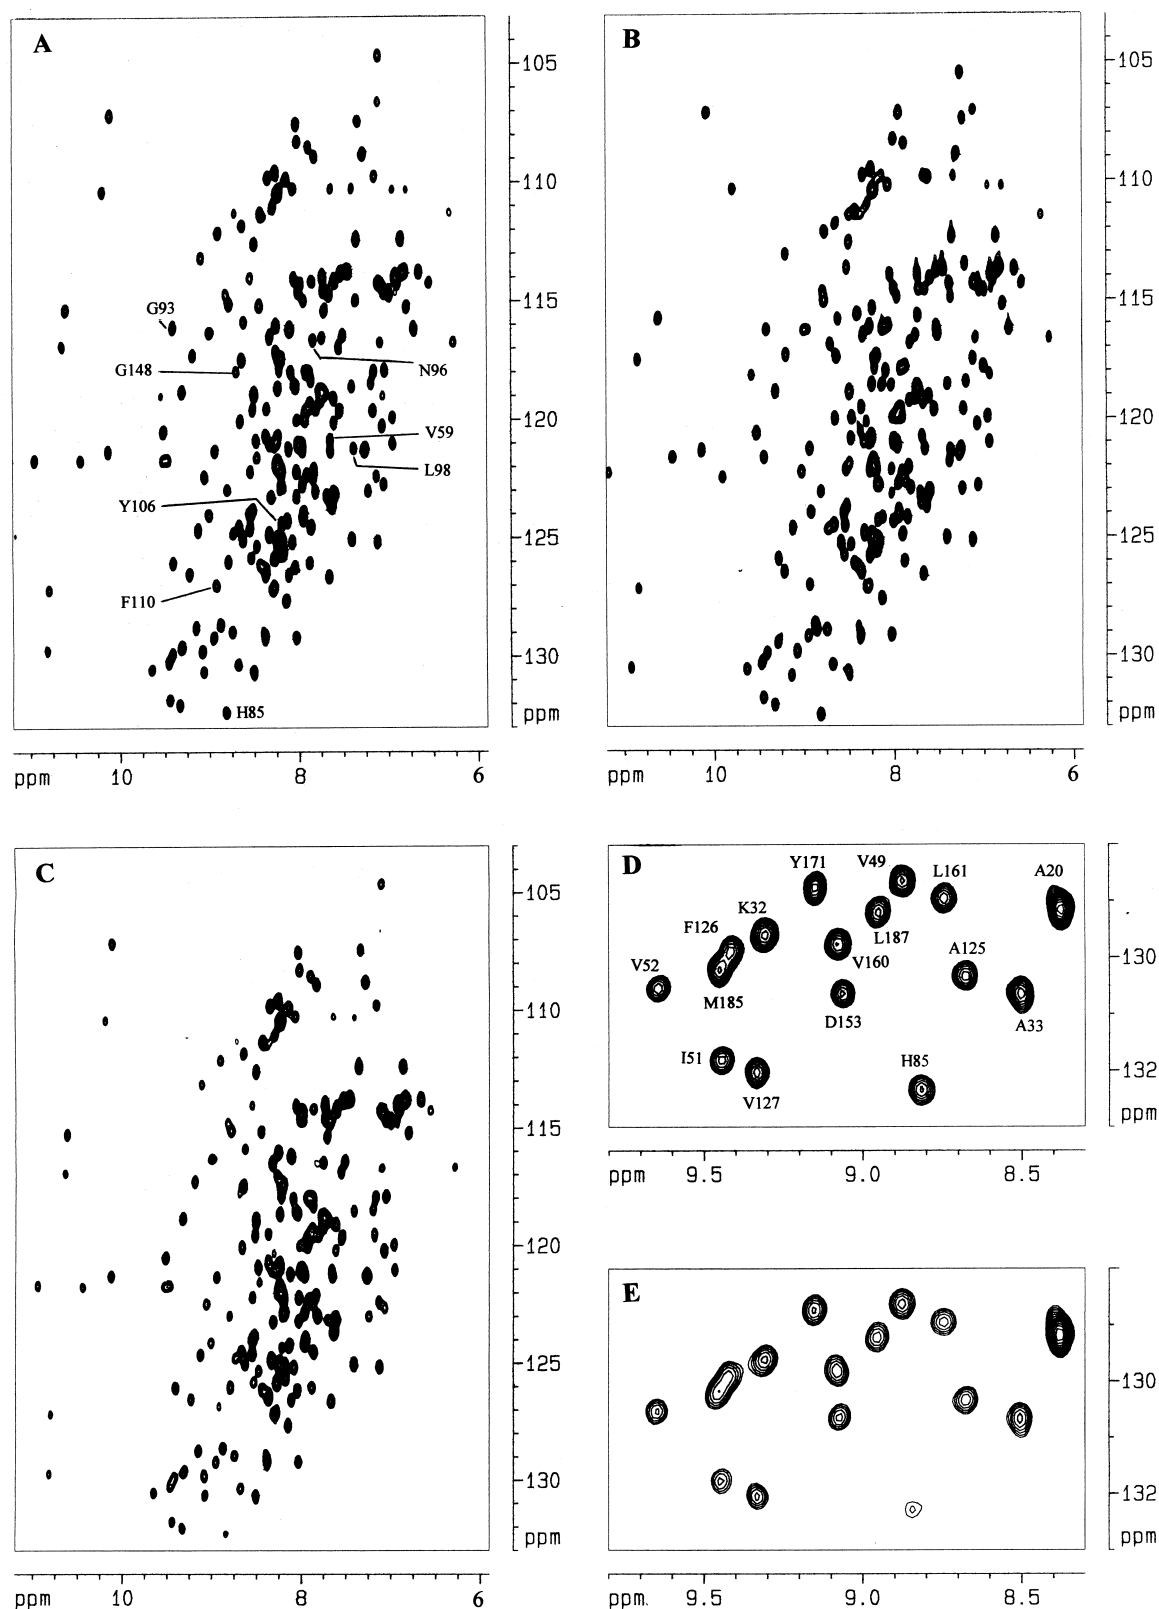 A
105
110
115
120
125
130
ppm
G93
G148
N96
V59
L98
Y106
F110
H85
ppm 10 8 6
B
105
110
115
120
125
130
ppm
ppm 10 8 6
C
105
110
115
120
125
130
ppm
ppm 10 8 6
D
Y171 V49 L161 A20
K32
F126
L187
V52 V160 A125
M185 D153 A33
I51 H85
V127
130
132
ppm
ppm 9.5 9.0 8.5
E
130
132
ppm
ppm. 9.5 9.0 8.5